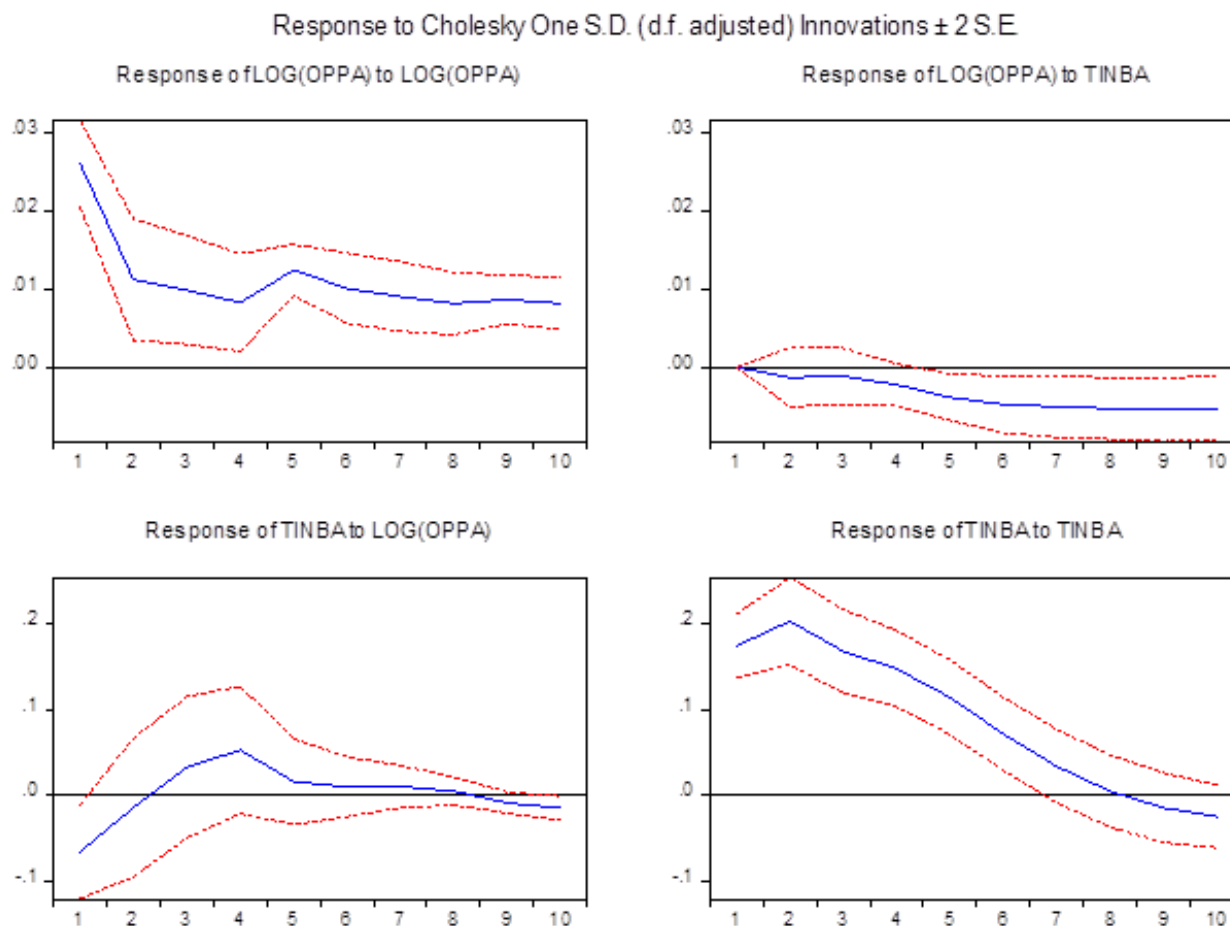 Response to Cholesky One S.D. (d.f. adjusted) Innovations ± 2 S.E.
Response of LOG(OPPA) to LOG(OPPA)
.03
.02
.01
.00
1 2 3 4 5 6 7 8 9 10
Response of LOG(OPPA) to TINBA
.03
.02
.01
.00
1 2 3 4 5 6 7 8 9 10
Response of TINBA to LOG(OPPA)
.2
.1
.0
-.1
1 2 3 4 5 6 7 8 9 10
Response of TINBA to TINBA
.2
.1
.0
-.1
1 2 3 4 5 6 7 8 9 10